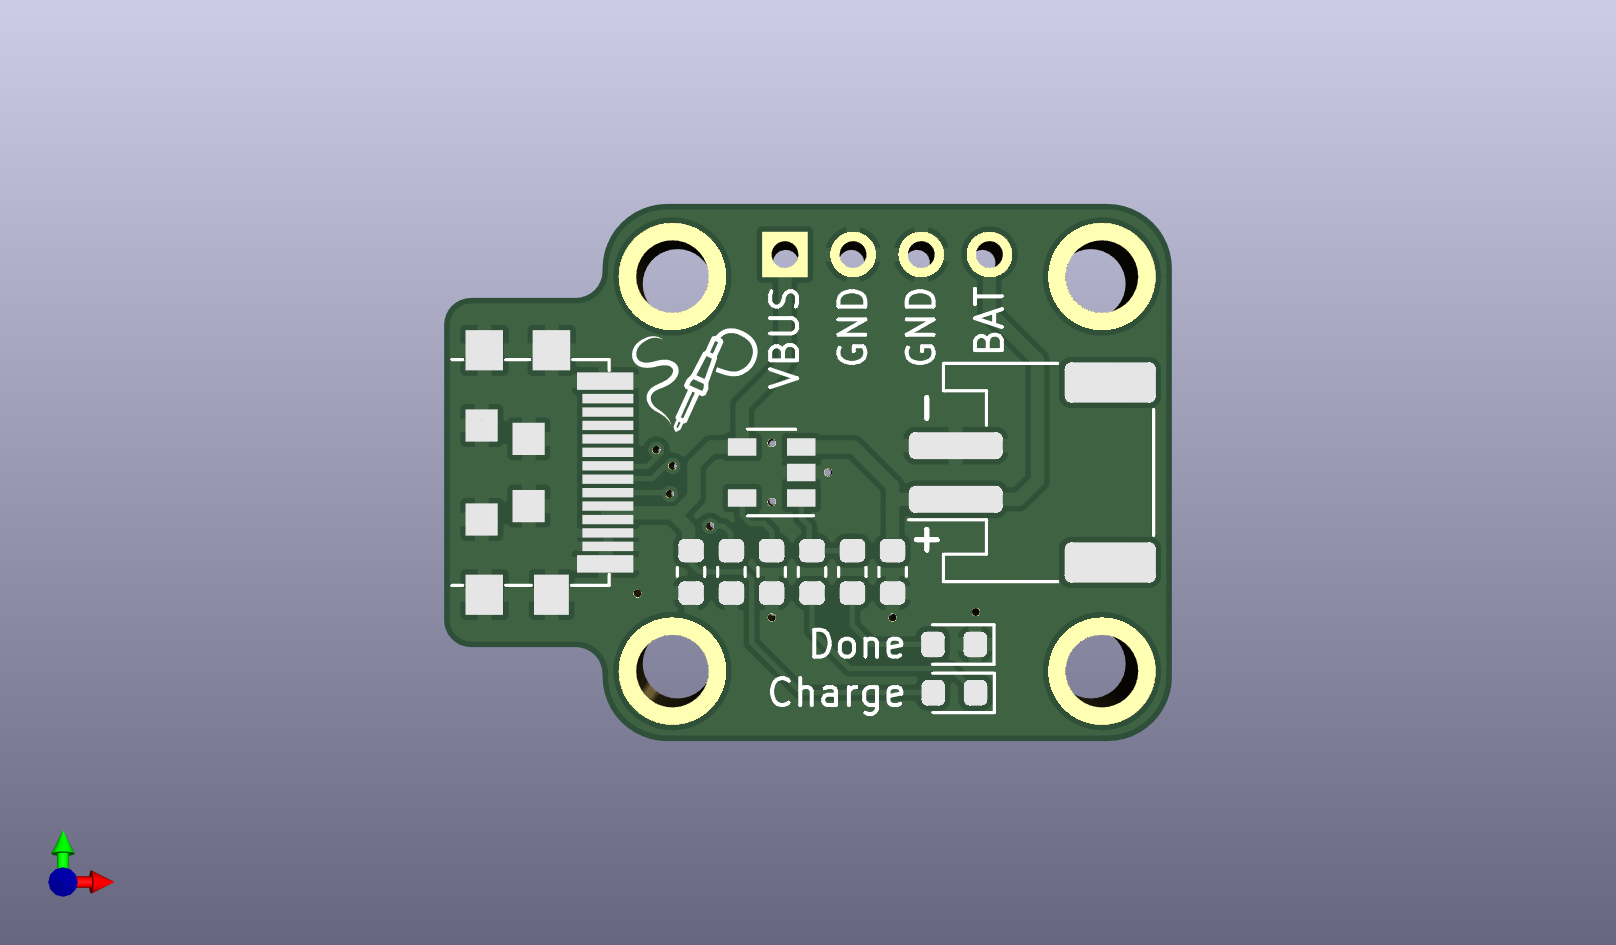 VBUS
GND
GND
BAT
-
+
Done
Charge